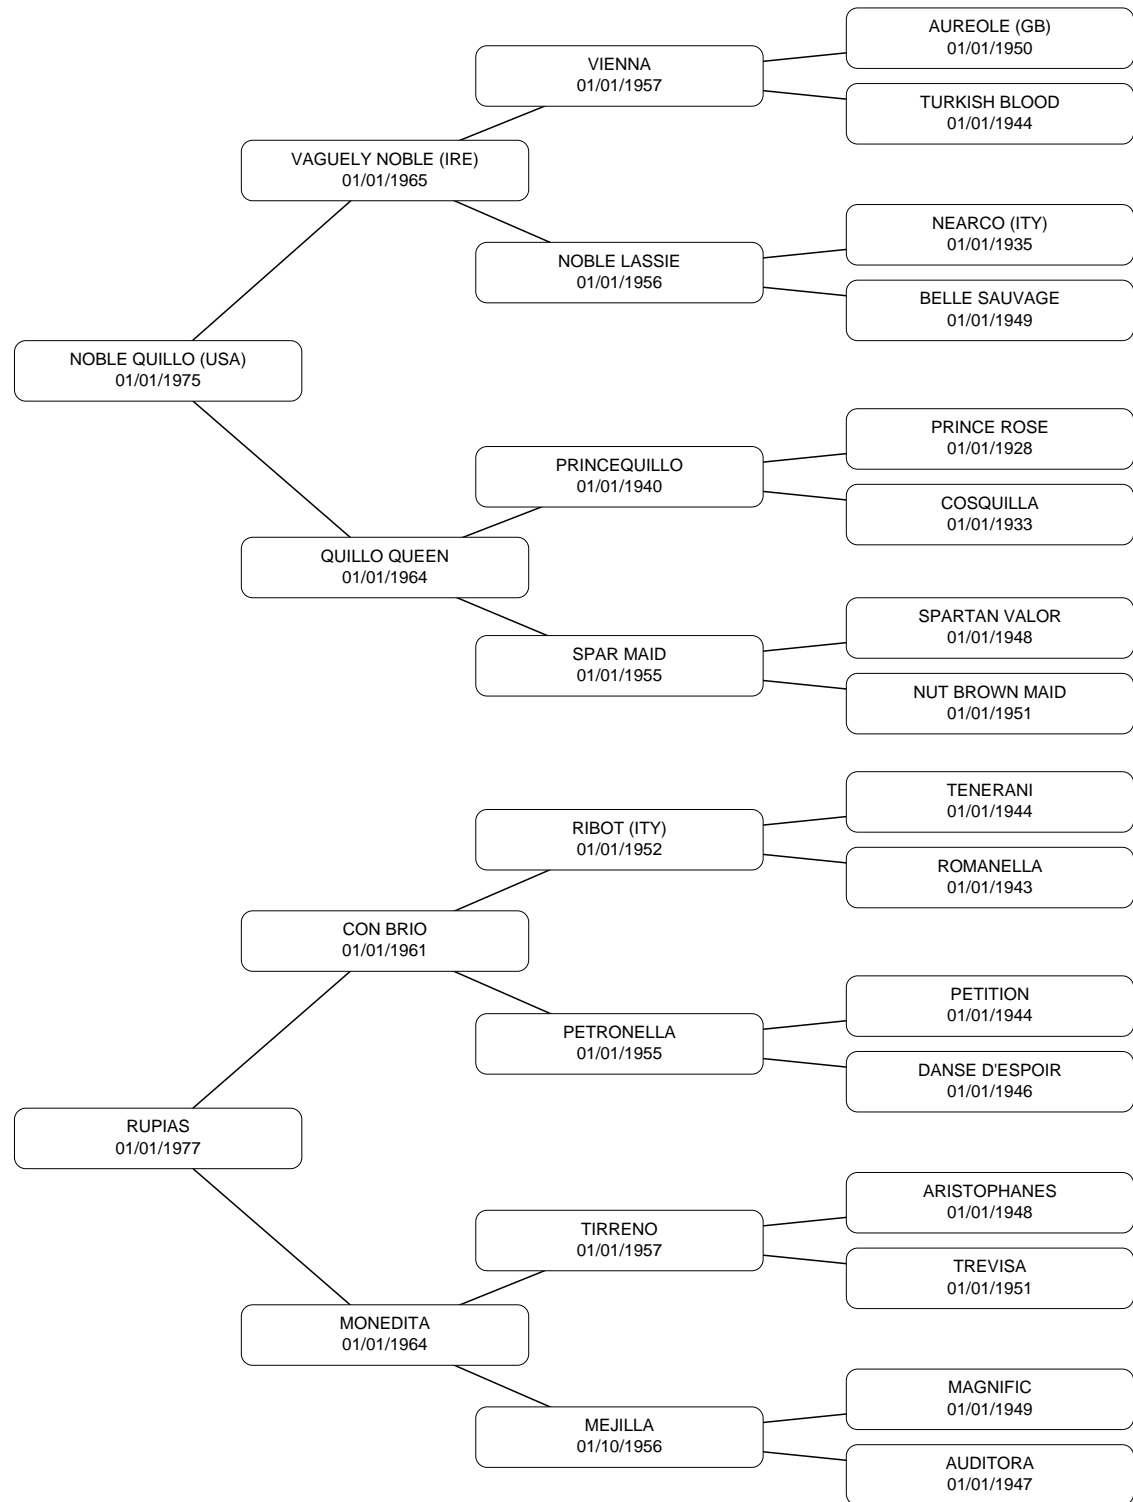 AUREOLE (GB)
01/01/1950
VIENNA
01/01/1957
TURKISH BLOOD
01/01/1944
VAGUELY NOBLE (IRE)
01/01/1965
NEARCO (ITY)
01/01/1935
NOBLE LASSIE
01/01/1956
BELLE SAUVAGE
01/01/1949
NOBLE QUILLO (USA)
01/01/1975
PRINCE ROSE
01/01/1928
PRINCEQUILLO
01/01/1940
COSQUILLA
01/01/1933
QUILLO QUEEN
01/01/1964
SPARTAN VALOR
01/01/1948
SPAR MAID
01/01/1955
NUT BROWN MAID
01/01/1951
TENERANI
01/01/1944
RIBOT (ITY)
01/01/1952
ROMANELLA
01/01/1943
CON BRIO
01/01/1961
PETITION
01/01/1944
PETRONELLA
01/01/1955
DANSE D'ESPOIR
01/01/1946
RUPIAS
01/01/1977
ARISTOPHANES
01/01/1948
TIRRENO
01/01/1957
TREVISA
01/01/1951
MONEDITA
01/01/1964
MAGNIFIC
01/01/1949
MEJILLA
01/10/1956
AUDITORA
01/01/1947